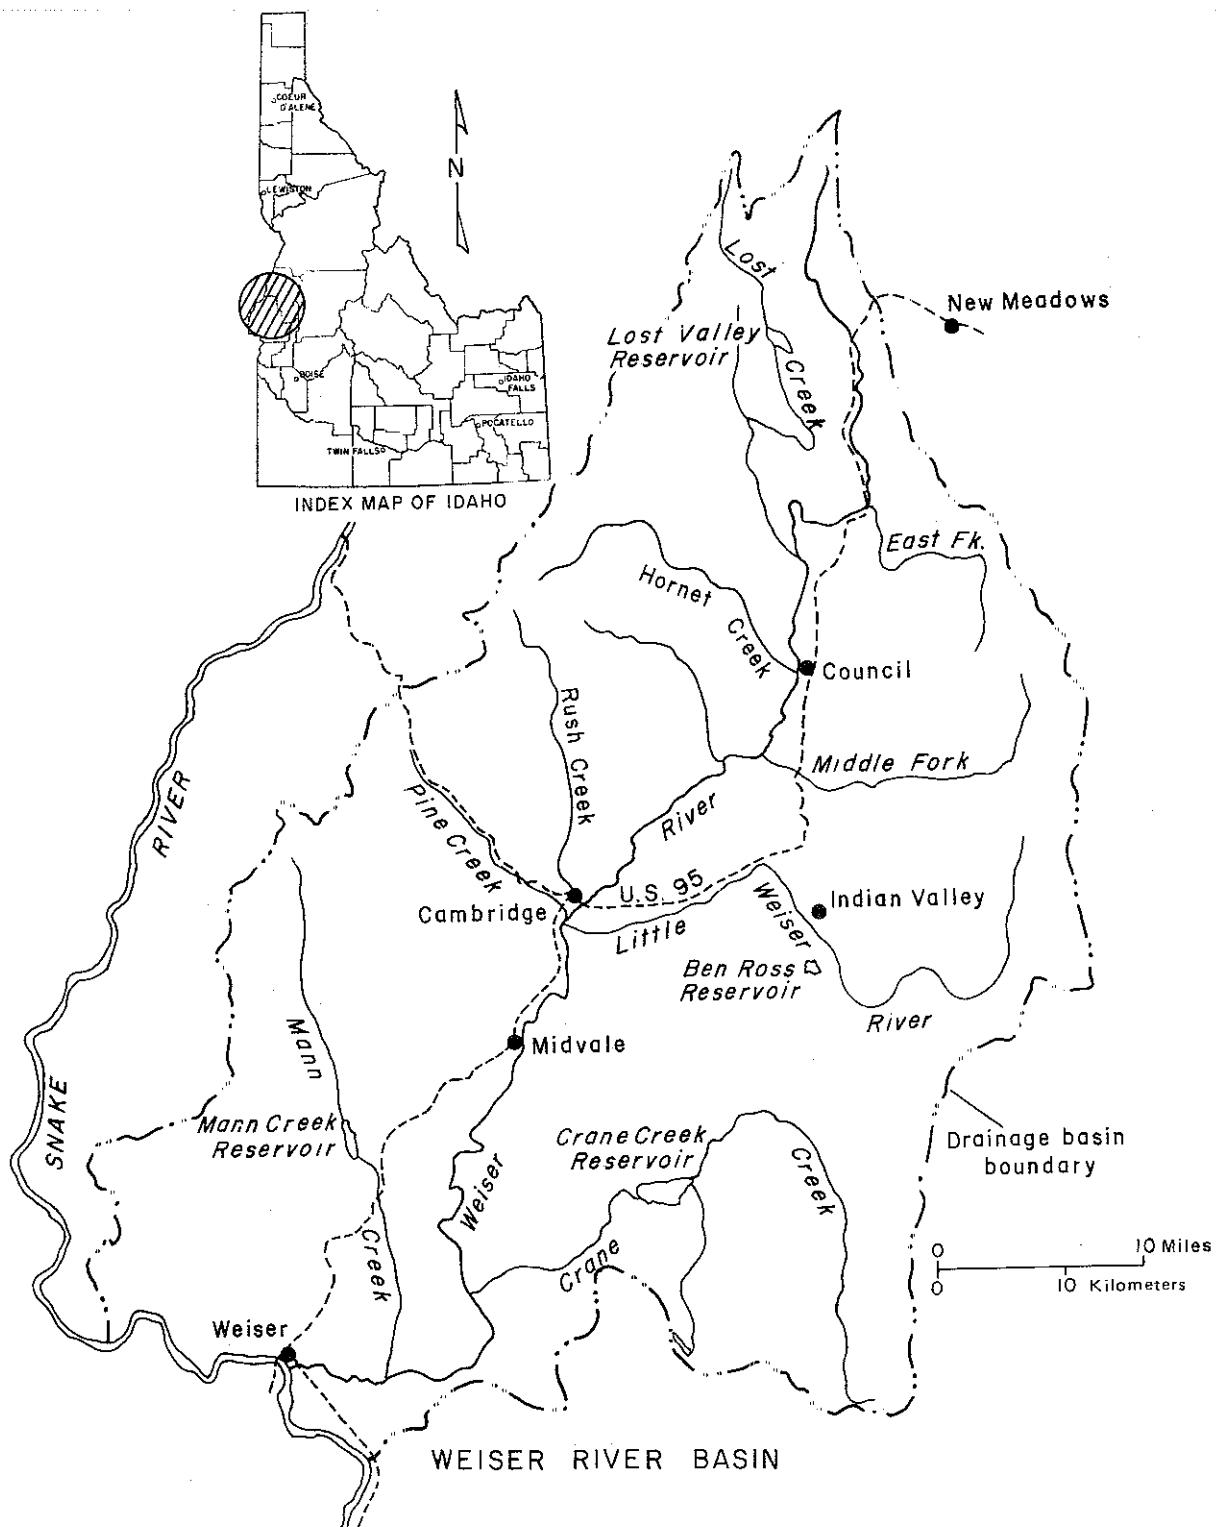 COEUR
D'ALENE
LEWISTON
BOISE
IDAHO
FALLS
POCATELLO
TWIN FALLS
INDEX MAP OF IDAHO
N
Lost
Creek
New Meadows
Lost Valley
Reservoir
East Fk.
Hornet
Creek
Council
Rush Creek
Middle Fork
RIVER
SNAKE
Pine Creek
River
U.S. 95
Cambridge
Little
Weiser
River
Indian Valley
Ben Ross
Reservoir
Midvale
Mann
Creek
Mann Creek
Reservoir
Weiser
Crane Creek
Reservoir
Crane
Creek
Drainage basin
boundary
0 10 Miles
0 10 Kilometers
Weiser
WEISER RIVER BASIN